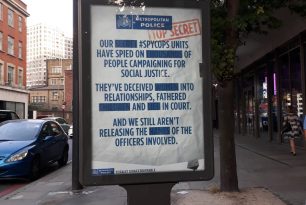 METROPOLITAN
POLICE
TOP SECRET
OUR #SPYCOPS UNITS
HAVE SPIED ON OF
PEOPLE CAMPAIGNING FOR
SOCIAL JUSTICE.
THEY'VE DECEIVED INTO
RELATIONSHIPS, FATHERED
AND IN COURT.
AND WE STILL AREN'T
RELEASING THE OF THE
OFFICERS INVOLVED.